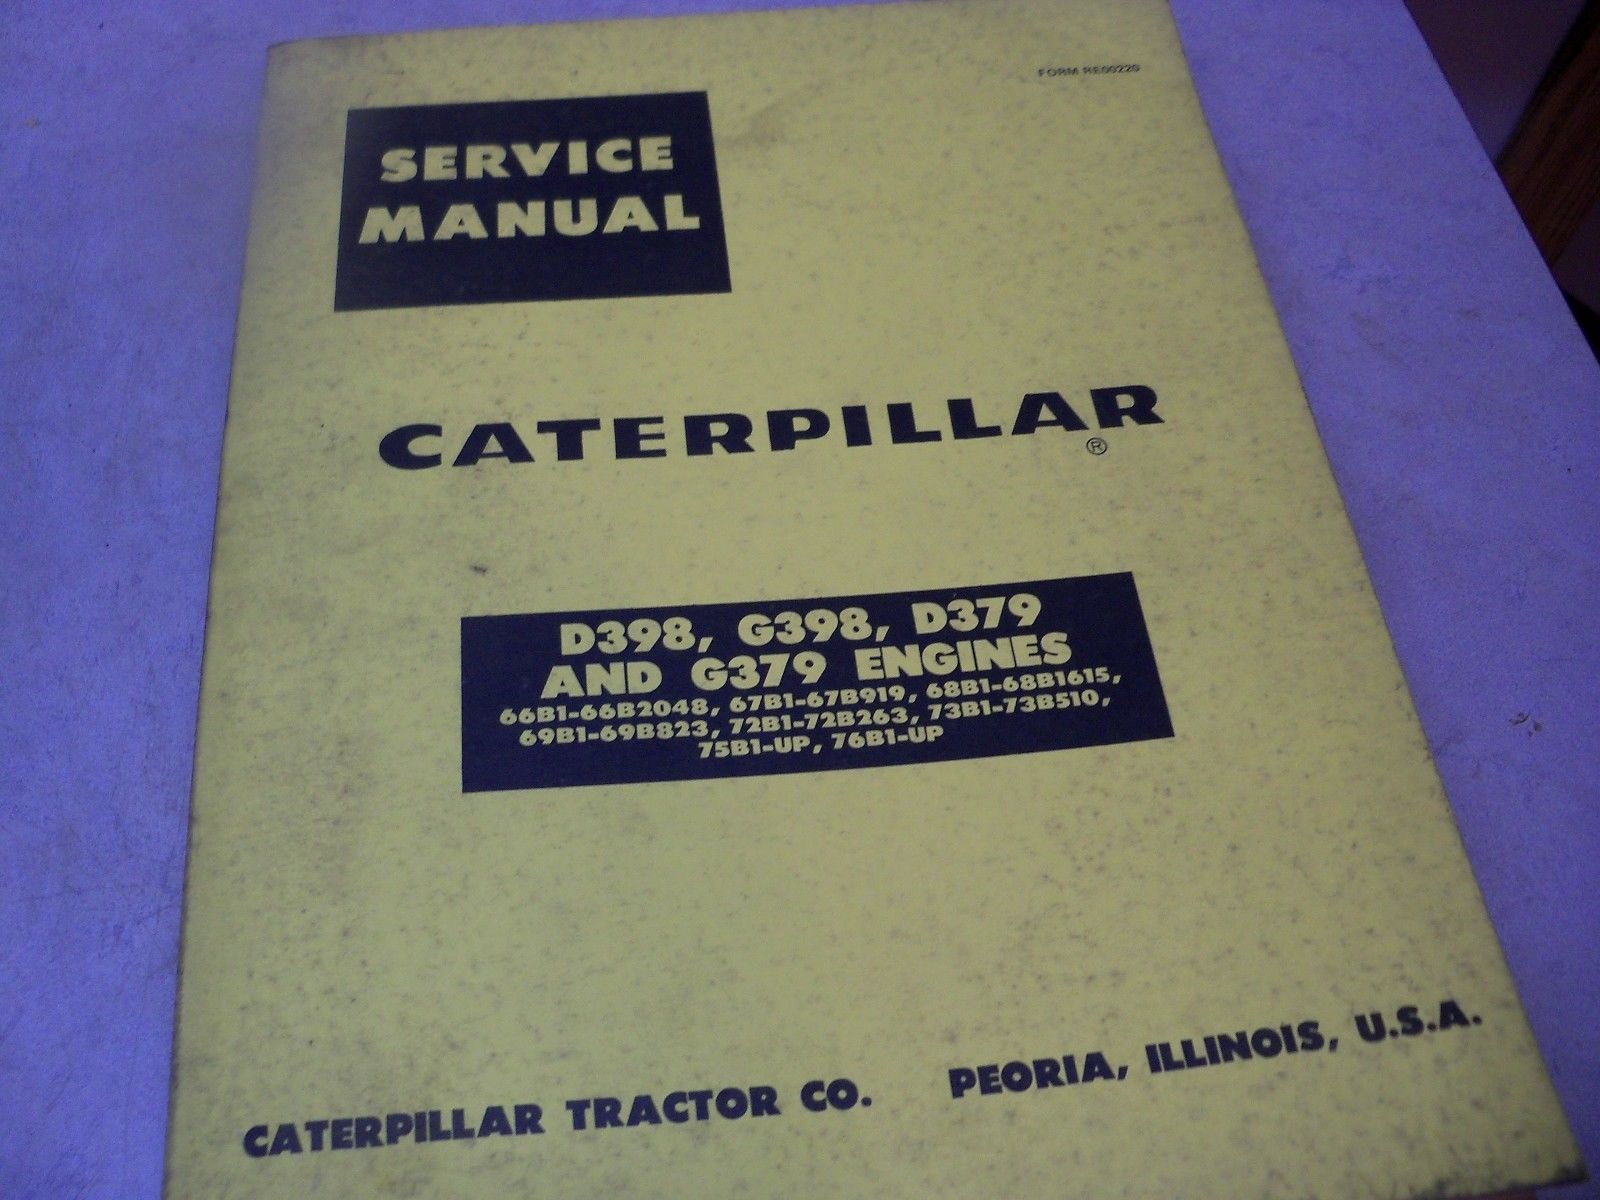 FORM RE00220
SERVICE
MANUAL
CATERPILLAR
®
D398, G398, D379
AND G379 ENGINES
66B1-66B2048, 67B1-67B919, 68B1-68B1615,
69B1-69B823, 72B1-72B263, 73B1-73B510,
75B1-UP, 76B1-UP
CATERPILLAR TRACTOR CO. PEORIA, ILLINOIS, U.S.A.